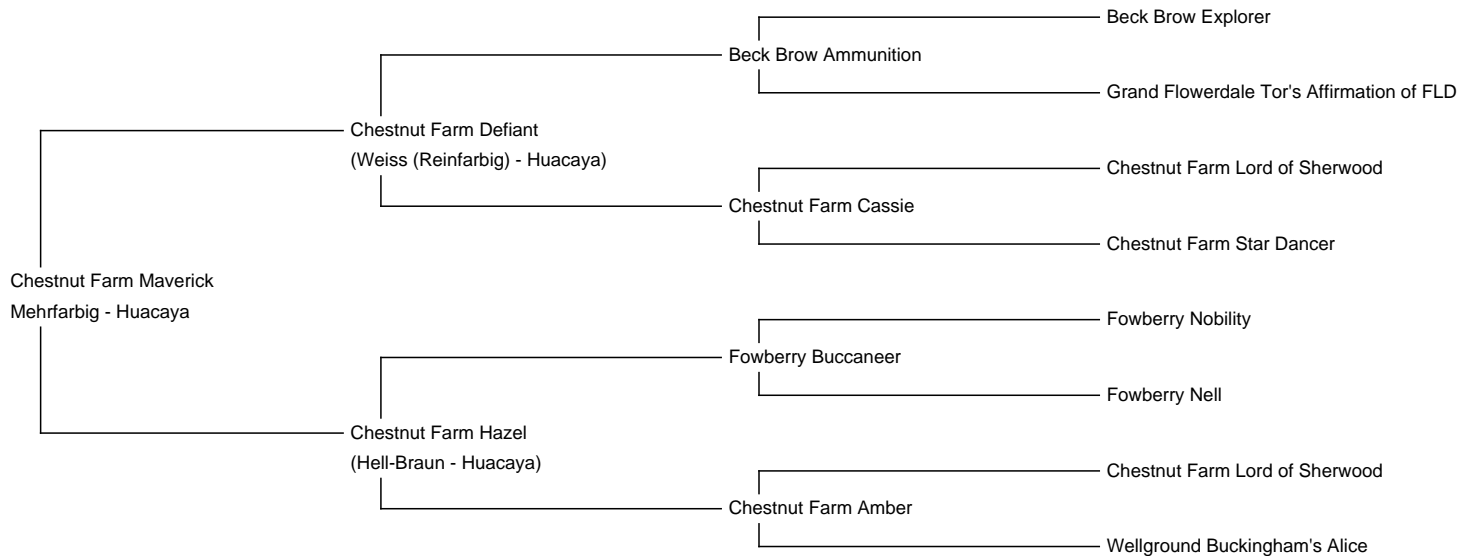 Beck Brow Explorer
Beck Brow Ammunition
Grand Flowerdale Tor's Affirmation of FLD
Chestnut Farm Defiant
(Weiss (Reinfarbig) - Huacaya)
Chestnut Farm Lord of Sherwood
Chestnut Farm Cassie
Chestnut Farm Star Dancer
Chestnut Farm Maverick
Mehrfarbig - Huacaya
Fowberry Nobility
Fowberry Buccaneer
Fowberry Nell
Chestnut Farm Hazel
(Hell-Braun - Huacaya)
Chestnut Farm Lord of Sherwood
Chestnut Farm Amber
Wellground Buckingham's Alice